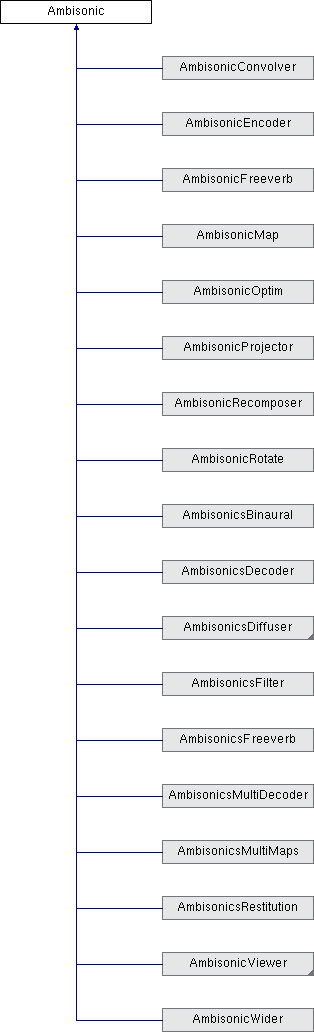 Ambisonic
AmbisonicConvolver
AmbisonicEncoder
AmbisonicFreeverb
AmbisonicMap
AmbisonicOptim
AmbisonicProjector
AmbisonicRecomposer
AmbisonicRotate
AmbisonicsBinaural
AmbisonicsDecoder
AmbisonicsDiffuser
AmbisonicsFilter
AmbisonicsFreeverb
AmbisonicsMultiDecoder
AmbisonicsMultiMaps
AmbisonicsRestitution
AmbisonicViewer
AmbisonicWider